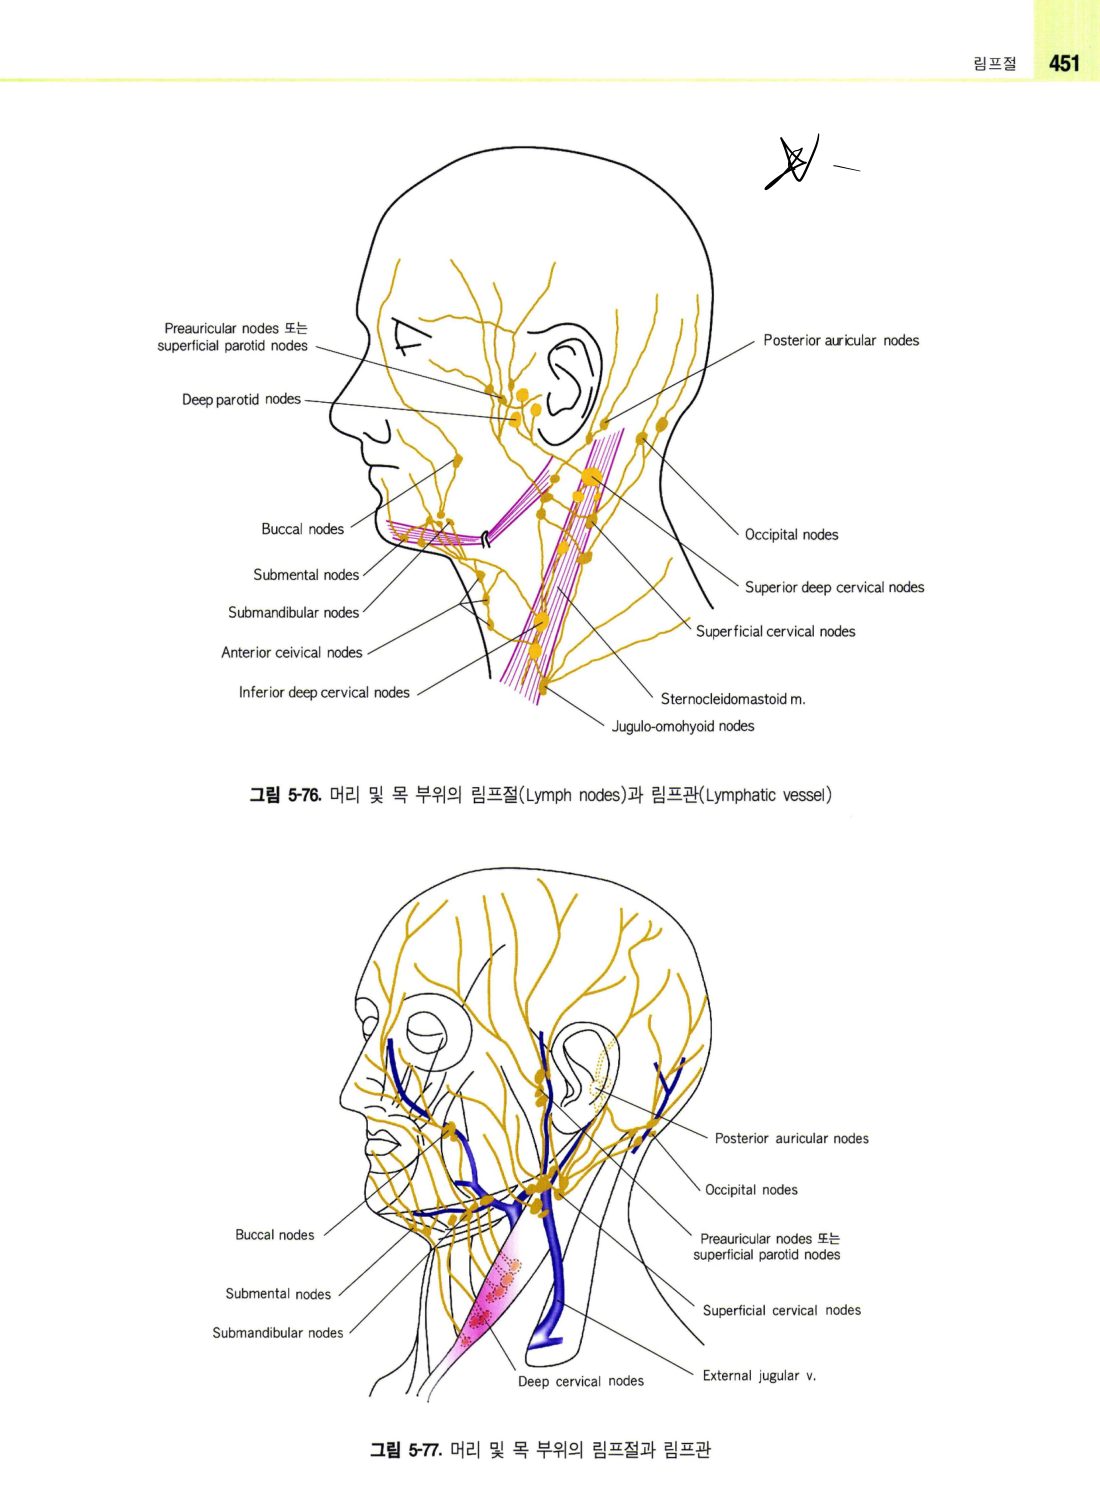 림프절 451
Preauricular nodes 또는
superficial parotid nodes
Deep parotid nodes
Buccal nodes
Submental nodes
Submandibular nodes
Anterior ceivical nodes
Inferior deep cervical nodes
Posterior auricular nodes
Occipital nodes
Superior deep cervical nodes
Superficial cervical nodes
Sternocleidomastoid m.
Jugulo-omohyoid nodes
그림 5-76. 머리 및 목 부위의 림프절(Lymph nodes)과 림프관(Lymphatic vessel)
Buccal nodes
Submental nodes
Submandibular nodes
Posterior auricular nodes
Occipital nodes
Preauricular nodes 또는
superficial parotid nodes
Superficial cervical nodes
External jugular v.
Deep cervical nodes
그림 5-77. 머리 및 목 부위의 림프절과 림프관